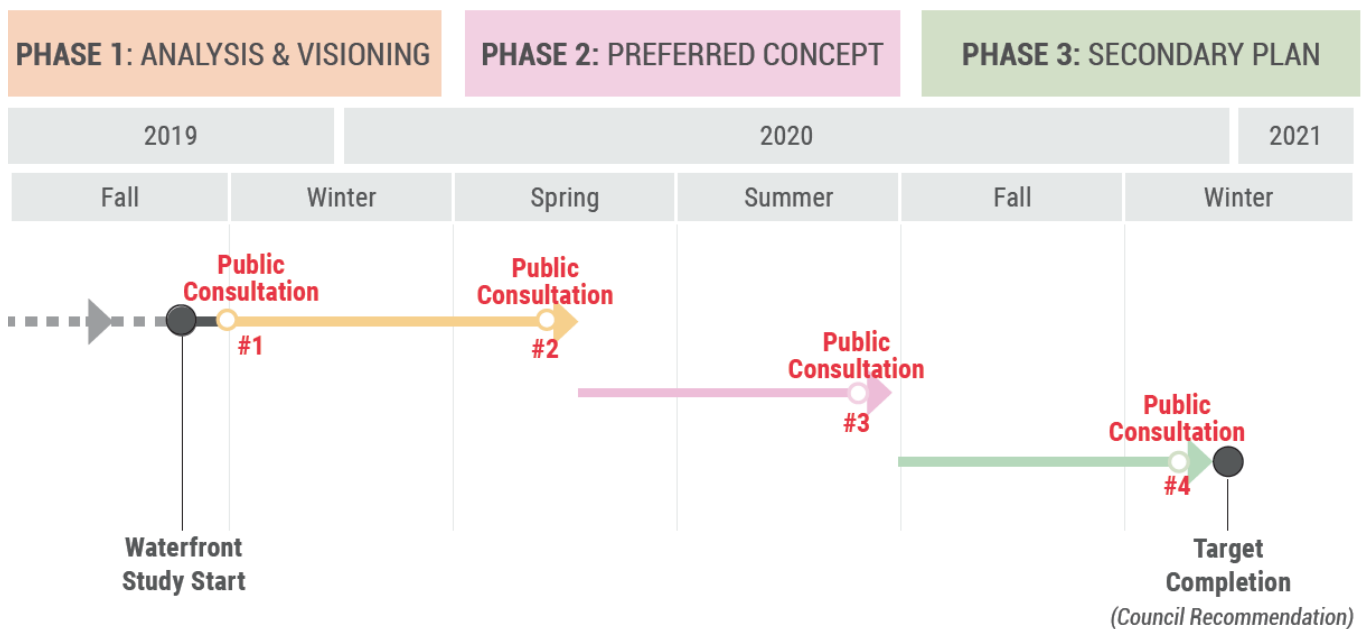 PHASE 1: ANALYSIS & VISIONING
PHASE 2: PREFERRED CONCEPT
PHASE 3: SECONDARY PLAN
2019
2020
2021
Fall
Winter
Spring
Summer
Fall
Winter
Public
Consultation
#1
Public
Consultation
#2
Public
Consultation
#3
Public
Consultation
#4
Waterfront
Study Start
Target
Completion
(Council Recommendation)